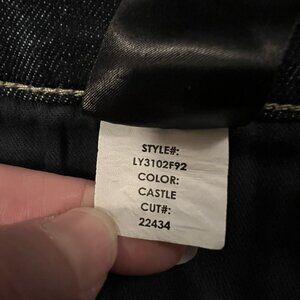 STYLE#:
LY3102F92
COLOR:
CASTLE
CUT#:
22434